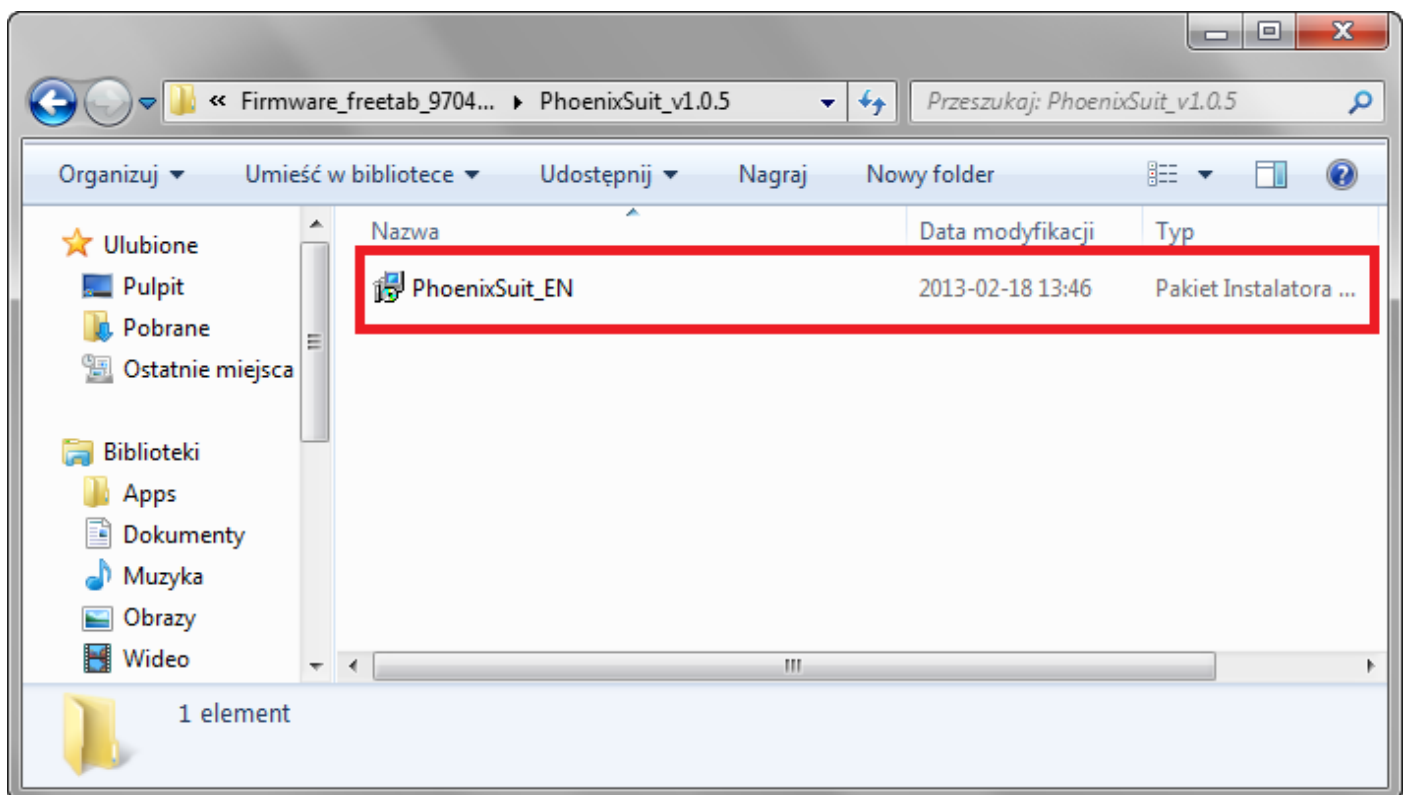 « Firmware_freetab_9704... ▸ PhoenixSuit_v1.0.5 Przeszukaj: PhoenixSuit_v1.0.5
Organizuj Umieść w bibliotece Udostępnij Nagraj Nowy folder
Nazwa Data modyfikacji Typ
PhoenixSuit_EN 2013-02-18 13:46 Pakiet Instalatora ...
Ulubione
Pulpit
Pobrane
Ostatnie miejsca
Biblioteki
Apps
Dokumenty
Muzyka
Obrazy
Wideo
1 element